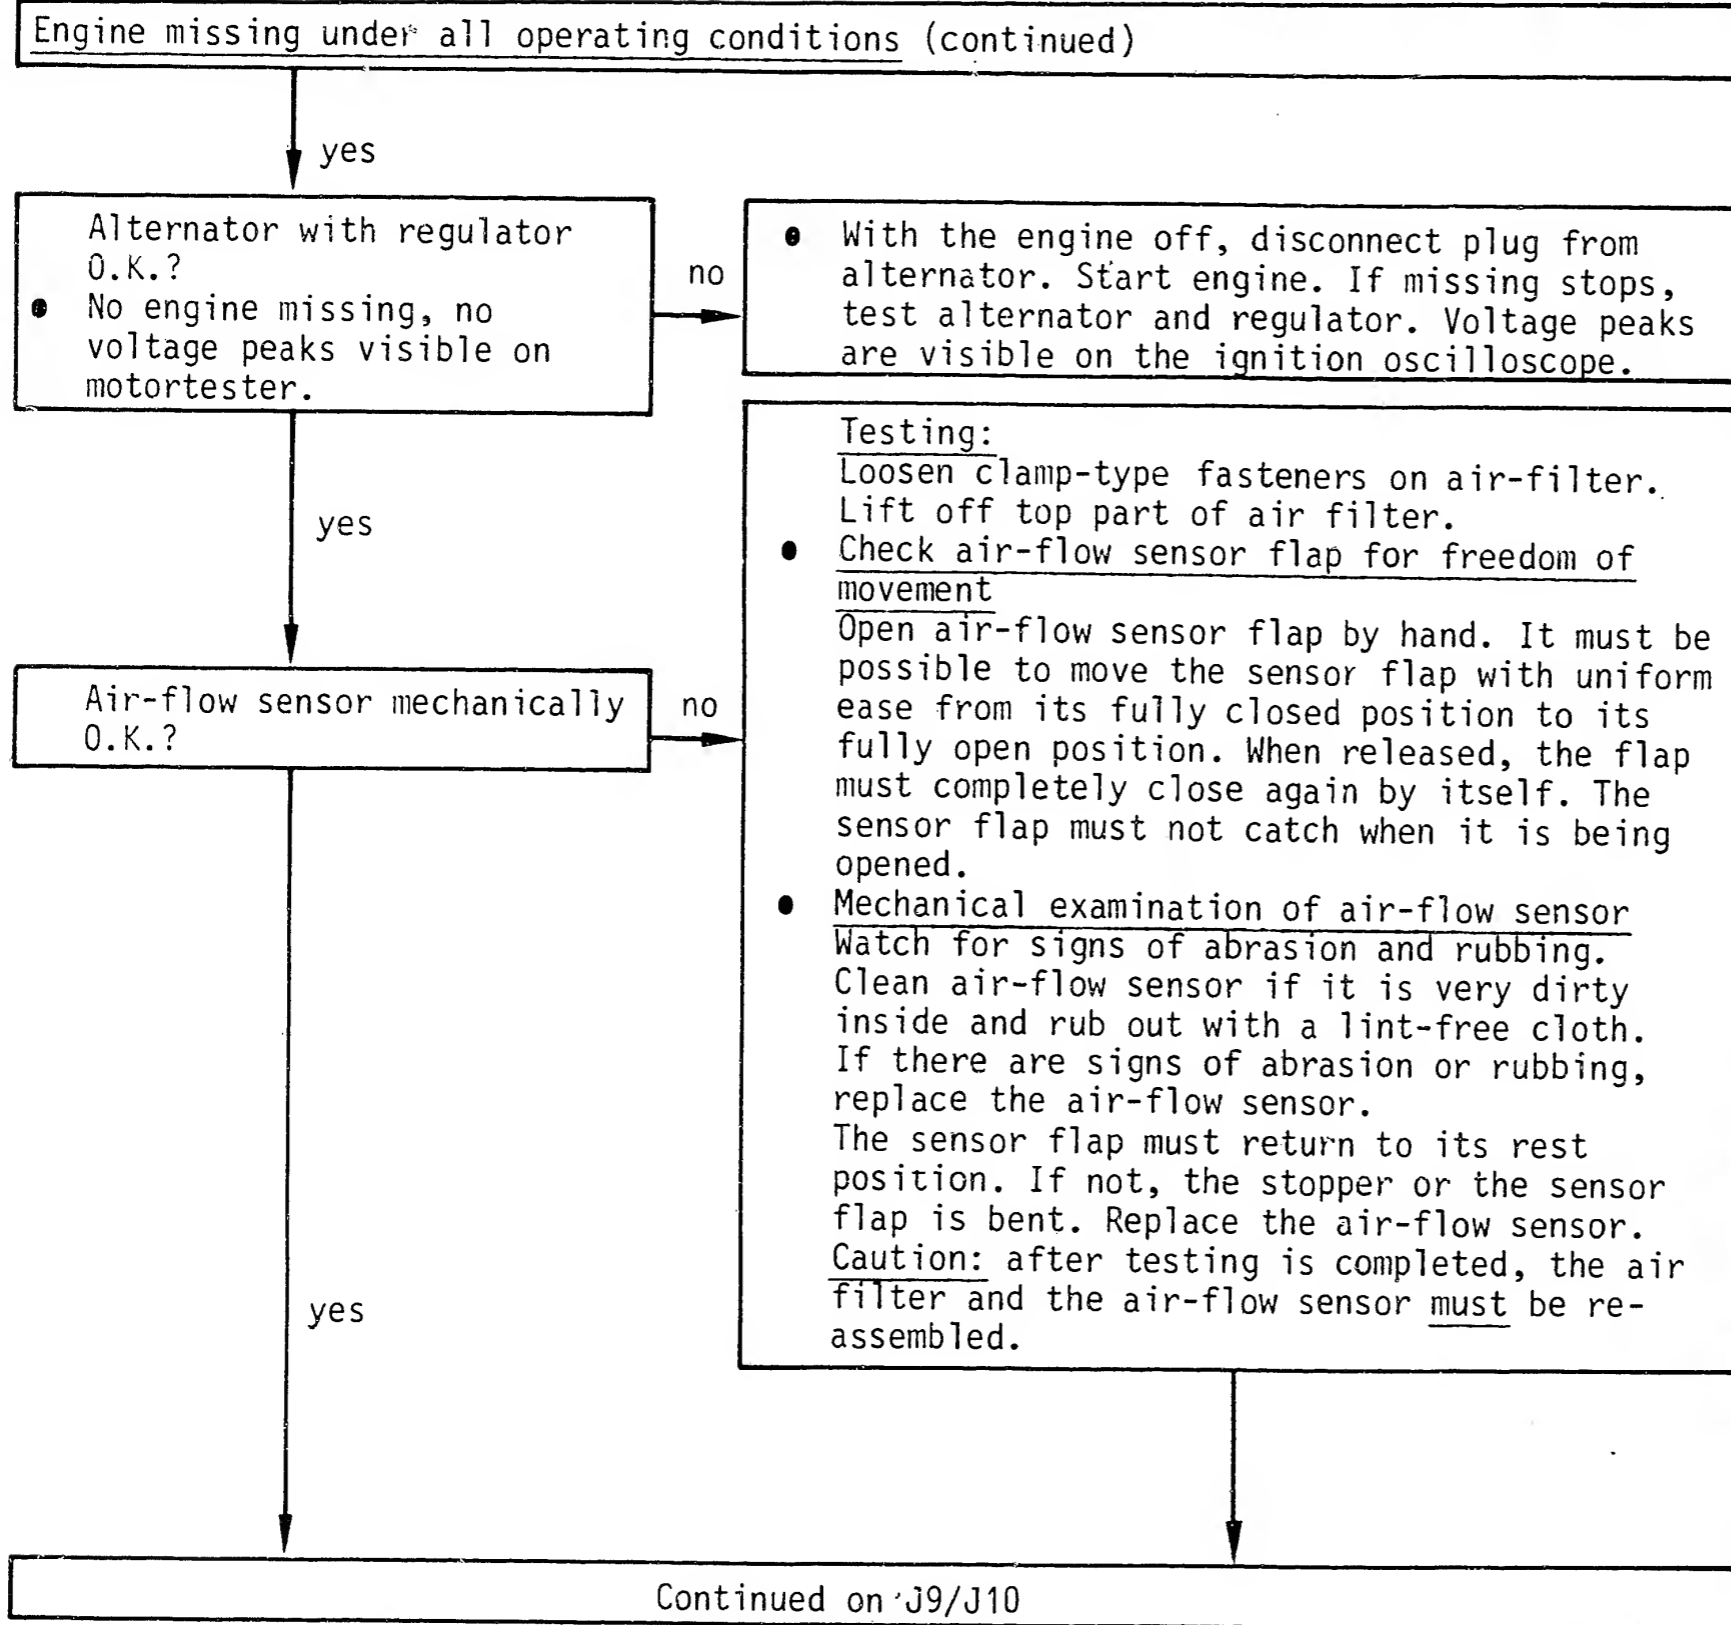 Engine missing under all operating conditions (continued)
yes
Alternator with regulator
O.K.?
● No engine missing, no
voltage peaks visible on
motortester.
no
● With the engine off, disconnect plug from
alternator. Start engine. If missing stops,
test alternator and regulator. Voltage peaks
are visible on the ignition oscilloscope.
yes
Air-flow sensor mechanically
O.K.?
no
Testing:
Loosen clamp-type fasteners on air-filter.
Lift off top part of air filter.
● Check air-flow sensor flap for freedom of
movement
Open air-flow sensor flap by hand. It must be
possible to move the sensor flap with uniform
ease from its fully closed position to its
fully open position. When released, the flap
must completely close again by itself. The
sensor flap must not catch when it is being
opened.
● Mechanical examination of air-flow sensor
Watch for signs of abrasion and rubbing.
Clean air-flow sensor if it is very dirty
inside and rub out with a lint-free cloth.
If there are signs of abrasion or rubbing,
replace the air-flow sensor.
The sensor flap must return to its rest
position. If not, the stopper or the sensor
flap is bent. Replace the air-flow sensor.
Caution: after testing is completed, the air
filter and the air-flow sensor must be re-
assembled.
yes
Continued on J9/J10